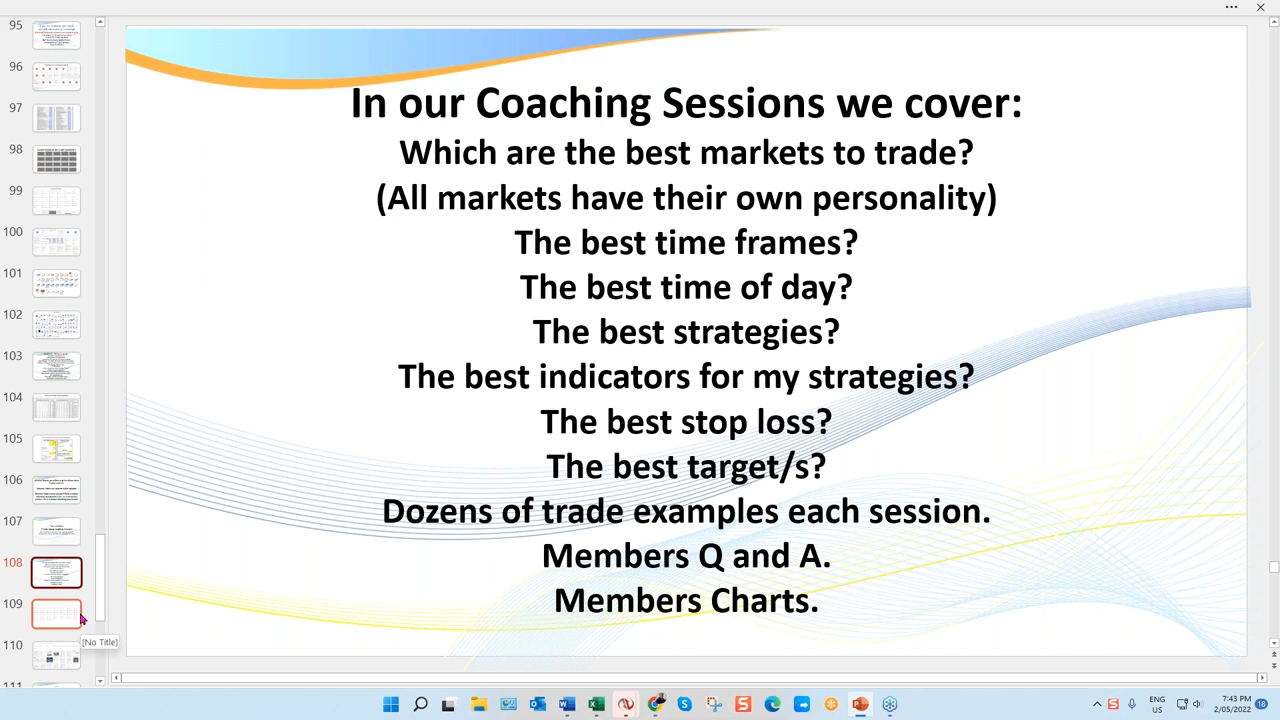 95
96
97
98
99
100
101
102
103
104
109
110
111
[No Title]
In our Coaching Sessions we cover:
Which are the best markets to trade?
(All markets have their own personality)
The best time frames?
The best time of day?
The best strategies?
The best indicators for my strategies?
The best stop loss?
The best target/s?
Dozens of trade examples each session.
Members Q and A.
Members Charts.
ENG
US
7:43 PM
2/05/2022
18